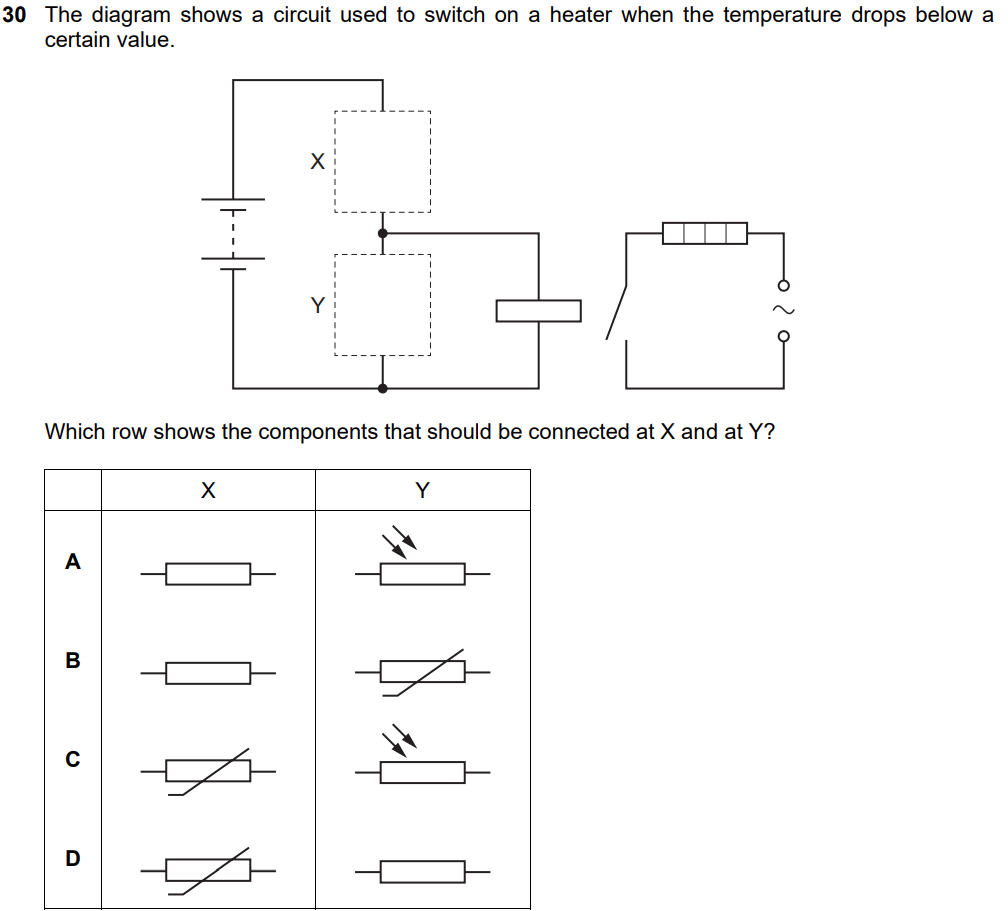 30 The diagram shows a circuit used to switch on a heater when the temperature drops below a
certain value.
X
Y
Which row shows the components that should be connected at X and at Y?
X Y
A
B
C
D